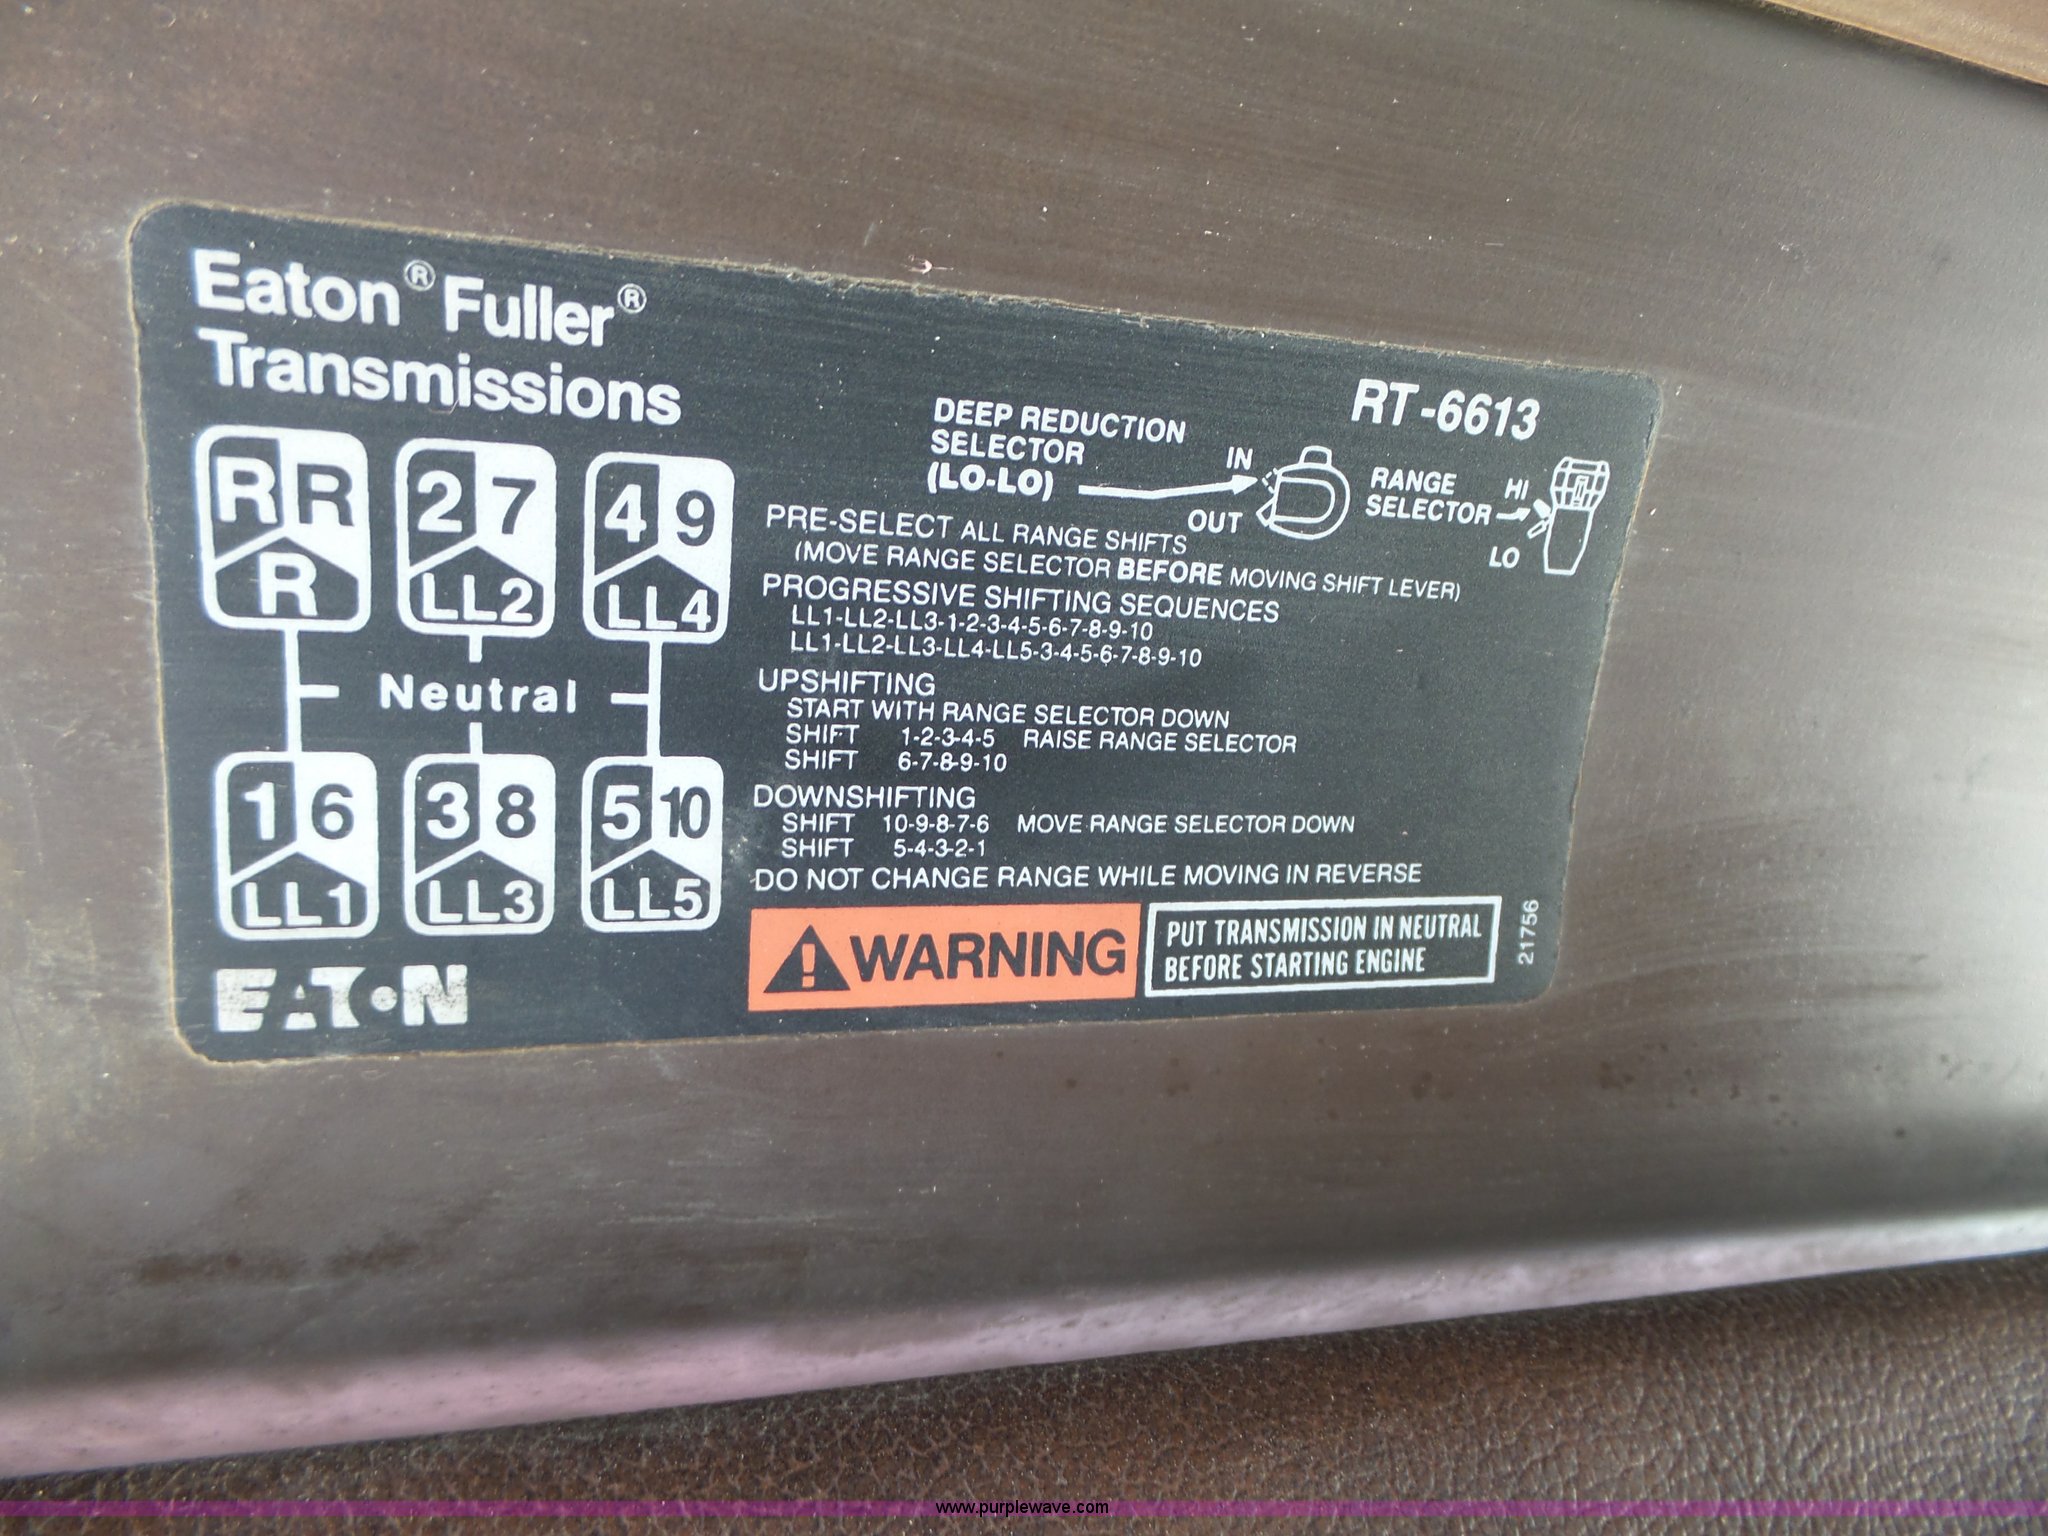 Eaton® Fuller®
Transmissions
RT-6613
DEEP REDUCTION
SELECTOR
(LO-LO)
IN
OUT
RANGE
SELECTOR
HI
LO
R R
R
2 7
LL2
4 9
LL4
Neutral
1 6
LL1
3 8
LL3
5 10
LL5
PRE-SELECT ALL RANGE SHIFTS
(MOVE RANGE SELECTOR BEFORE MOVING SHIFT LEVER)
PROGRESSIVE SHIFTING SEQUENCES
LL1-LL2-LL3-1-2-3-4-5-6-7-8-9-10
LL1-LL2-LL3-LL4-LL5-3-4-5-6-7-8-9-10
UPSHIFTING
START WITH RANGE SELECTOR DOWN
SHIFT 1-2-3-4-5 RAISE RANGE SELECTOR
SHIFT 6-7-8-9-10
DOWNSHIFTING
SHIFT 10-9-8-7-6 MOVE RANGE SELECTOR DOWN
SHIFT 5-4-3-2-1
DO NOT CHANGE RANGE WHILE MOVING IN REVERSE
EATON
WARNING
PUT TRANSMISSION IN NEUTRAL
BEFORE STARTING ENGINE
21756
www.purplewave.com